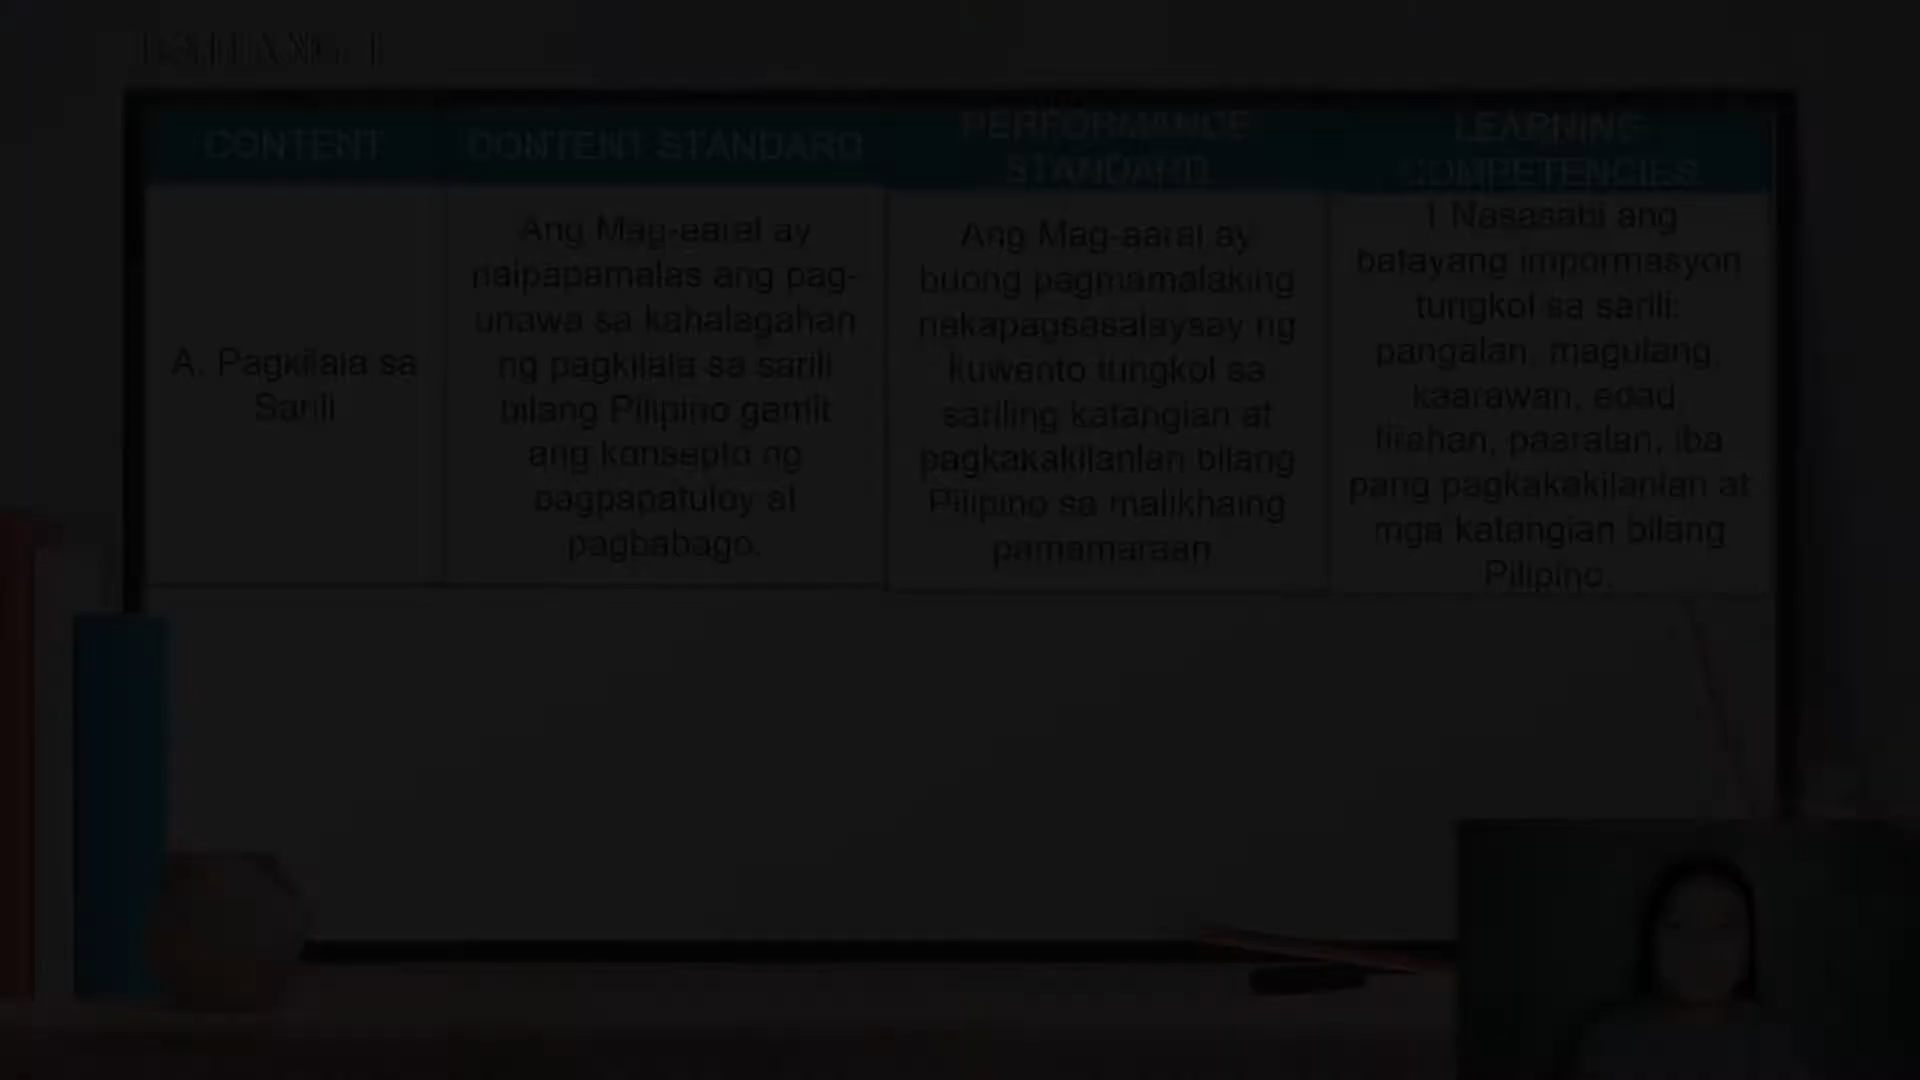 BAITANG 1
CONTENT
CONTENT STANDARD
PERFORMANCE
STANDARD
LEARNING
COMPETENCIES
A. Pagkilala sa
Sarili
Ang Mag-aaral ay
naipapamalas ang pag-
unawa sa kahalagahan
ng pagkilala sa sarili
bilang Pilipino gamit
ang konsepto ng
pagpapatuloy at
pagbabago.
Ang Mag-aaral ay
buong pagmamalaking
nakapagsasalaysay ng
kuwento tungkol sa
sariling katangian at
pagkakakilanlan bilang
Pilipino sa malikhaing
pamamaraan
1 Nasasabi ang
batayang impormasyon
tungkol sa sarili:
pangalan, magulang,
kaarawan, edad,
tirahan, paaralan, iba
pang pagkakakilanlan at
mga katangian bilang
Pilipino.